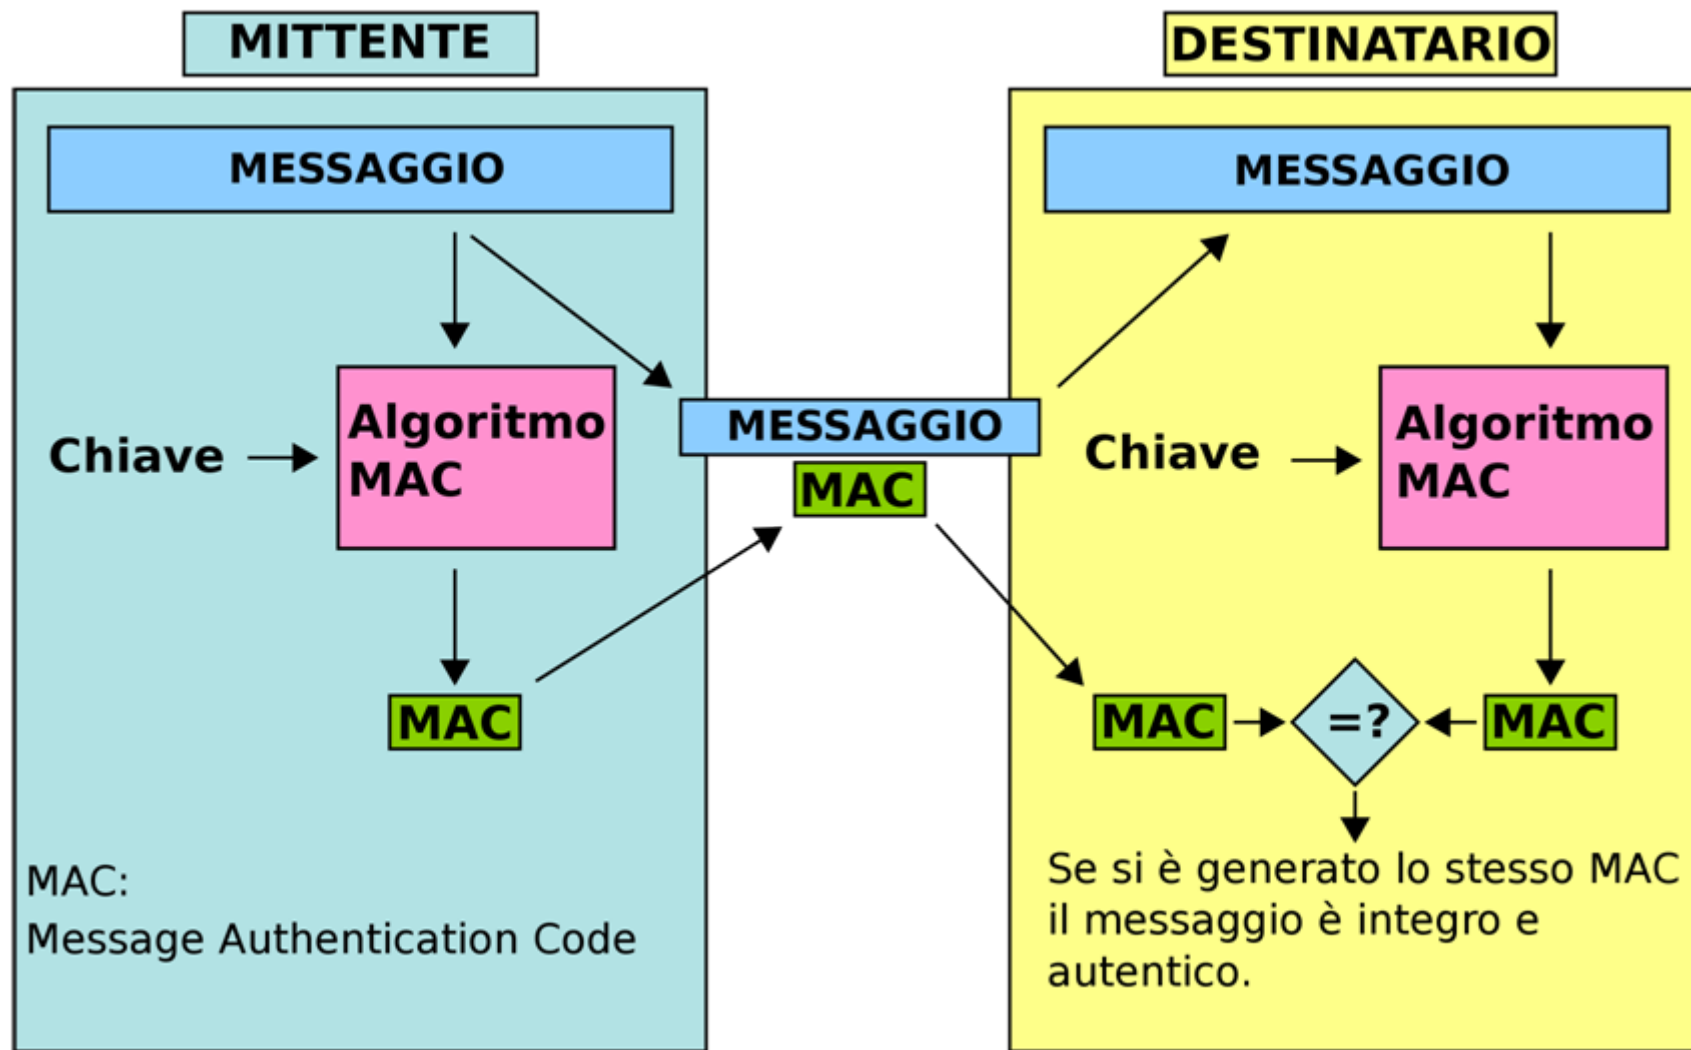 MITTENTE
MESSAGGIO
Chiave
Algoritmo
MAC
MAC
MAC:
Message Authentication Code
MESSAGGIO
MAC
DESTINATARIO
MESSAGGIO
Chiave
Algoritmo
MAC
MAC
=?
MAC
Se si è generato lo stesso MAC
il messaggio è integro e
autentico.